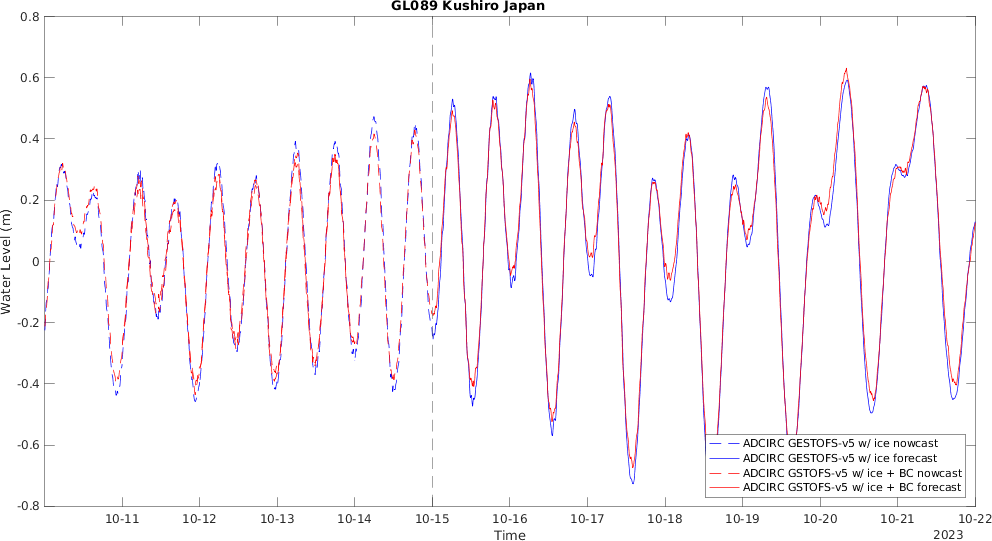 GL089 Kushiro Japan
0.8
0.6
0.4
0.2
0
-0.2
-0.4
-0.6
-0.8
Water Level (m)
10-11 10-12 10-13 10-14 10-15 10-16 10-17 10-18 10-19 10-20 10-21 10-22
Time
2023
ADCIRC GESTOFS-v5 w/ ice nowcast
ADCIRC GESTOFS-v5 w/ ice forecast
ADCIRC GSTOFS-v5 w/ ice + BC nowcast
ADCIRC GSTOFS-v5 w/ ice + BC forecast